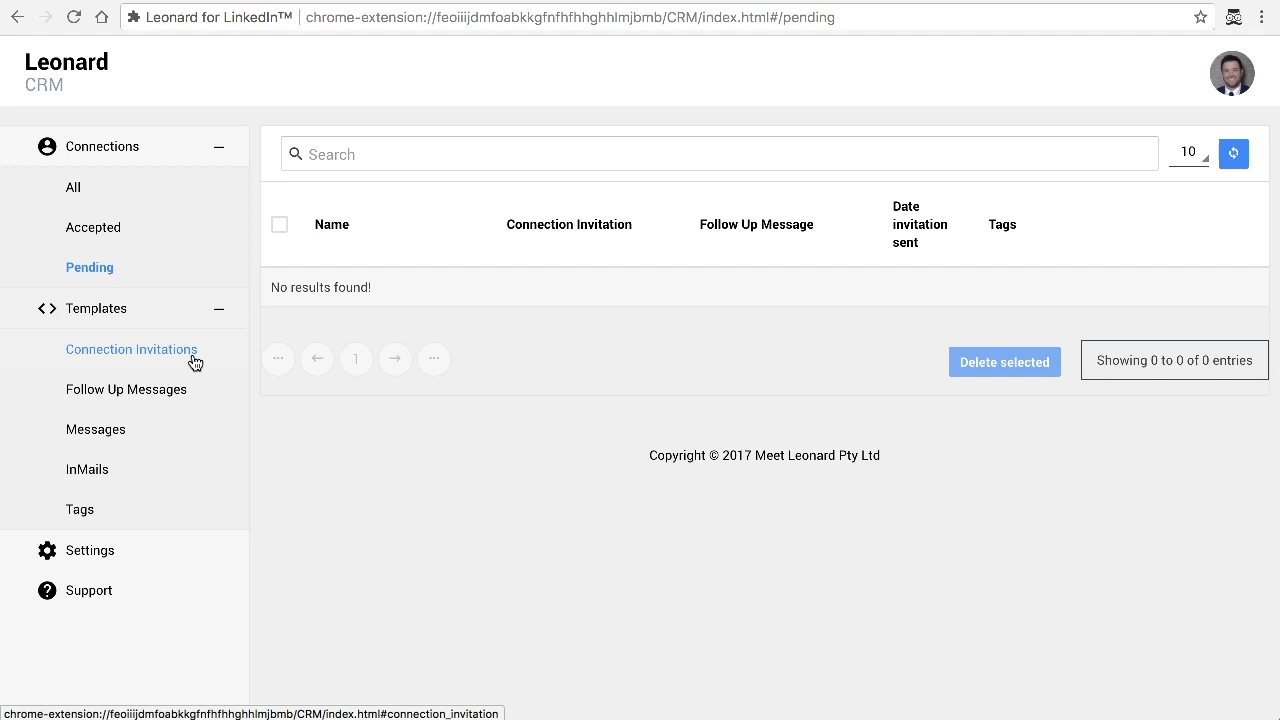 Leonard for LinkedIn™ | chrome-extension://feoiiijdmfoabkkgfnfhfhhghhlmjbmb/CRM/index.html#/pending
Leonard
CRM
Connections
All
Accepted
Pending
Templates
Connection Invitations
Follow Up Messages
Messages
InMails
Tags
Settings
Support
Search
10
Name
Connection Invitation
Follow Up Message
Date
invitation
sent
Tags
No results found!
... ← 1 → ...
Delete selected
Showing 0 to 0 of 0 entries
Copyright © 2017 Meet Leonard Pty Ltd
chrome-extension://feoiiijdmfoabkkgfnfhfhhghhlmjbmb/CRM/index.html#connection_invitation